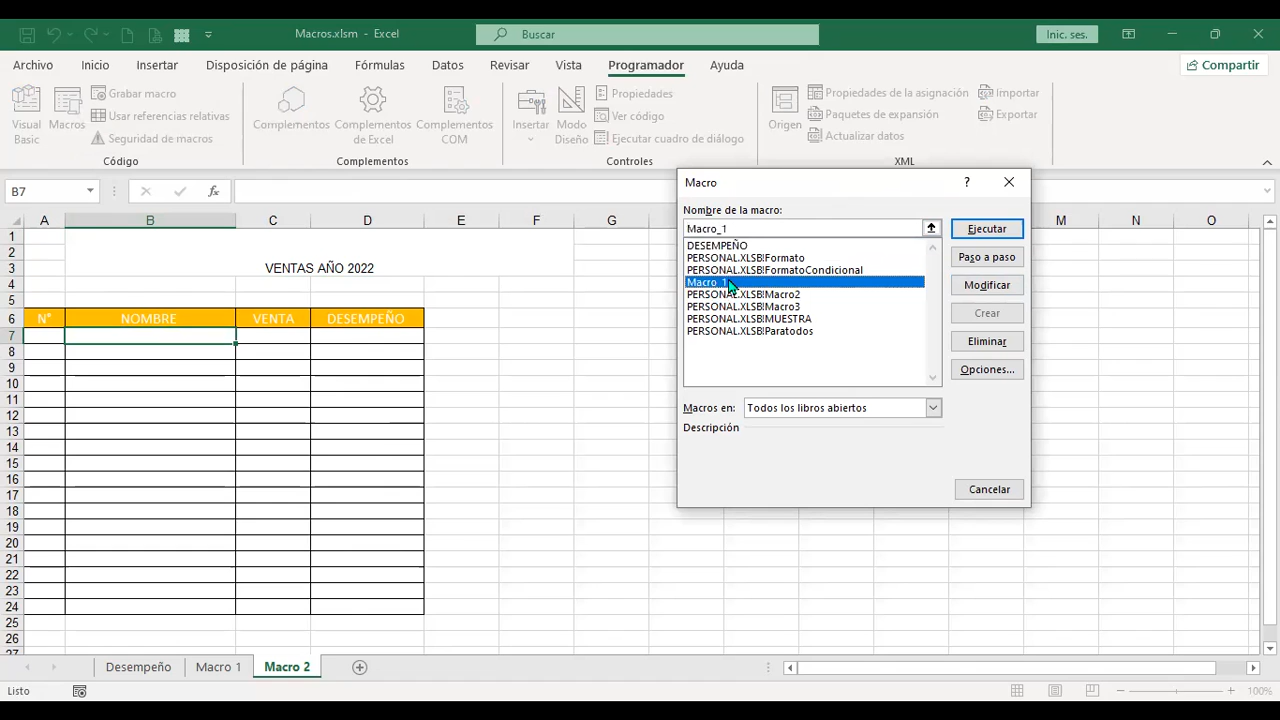 Macros.xlsm - Excel
Buscar
Inic. ses.
Archivo Inicio Insertar Disposición de página Fórmulas Datos Revisar Vista Programador Ayuda
Compartir
Visual Basic
Macros
Grabar macro
Usar referencias relativas
Seguridad de macros
Código
Complementos
Complementos de Excel
Complementos COM
Complementos
Insertar
Modo Diseño
Propiedades
Ver código
Ejecutar cuadro de diálogo
Controles
Origen
Propiedades de la asignación
Paquetes de expansión
Actualizar datos
Importar
Exportar
XML
B7
fx
A B C D E F G M N O
1
2
3 VENTAS AÑO 2022
4
5
6 N° NOMBRE VENTA DESEMPEÑO
7
8
9
10
11
12
13
14
15
16
17
18
19
20
21
22
23
24
25
26
27
Macro
?
Nombre de la macro:
Macro_1
DESEMPEÑO
PERSONAL.XLSB!Formato
PERSONAL.XLSB!FormatoCondicional
Macro_1
PERSONAL.XLSB!Macro2
PERSONAL.XLSB!Macro3
PERSONAL.XLSB!MUESTRA
PERSONAL.XLSB!Paratodos
Ejecutar
Paso a paso
Modificar
Crear
Eliminar
Opciones...
Macros en: Todos los libros abiertos
Descripción
Cancelar
Desempeño Macro 1 Macro 2
Listo
100%